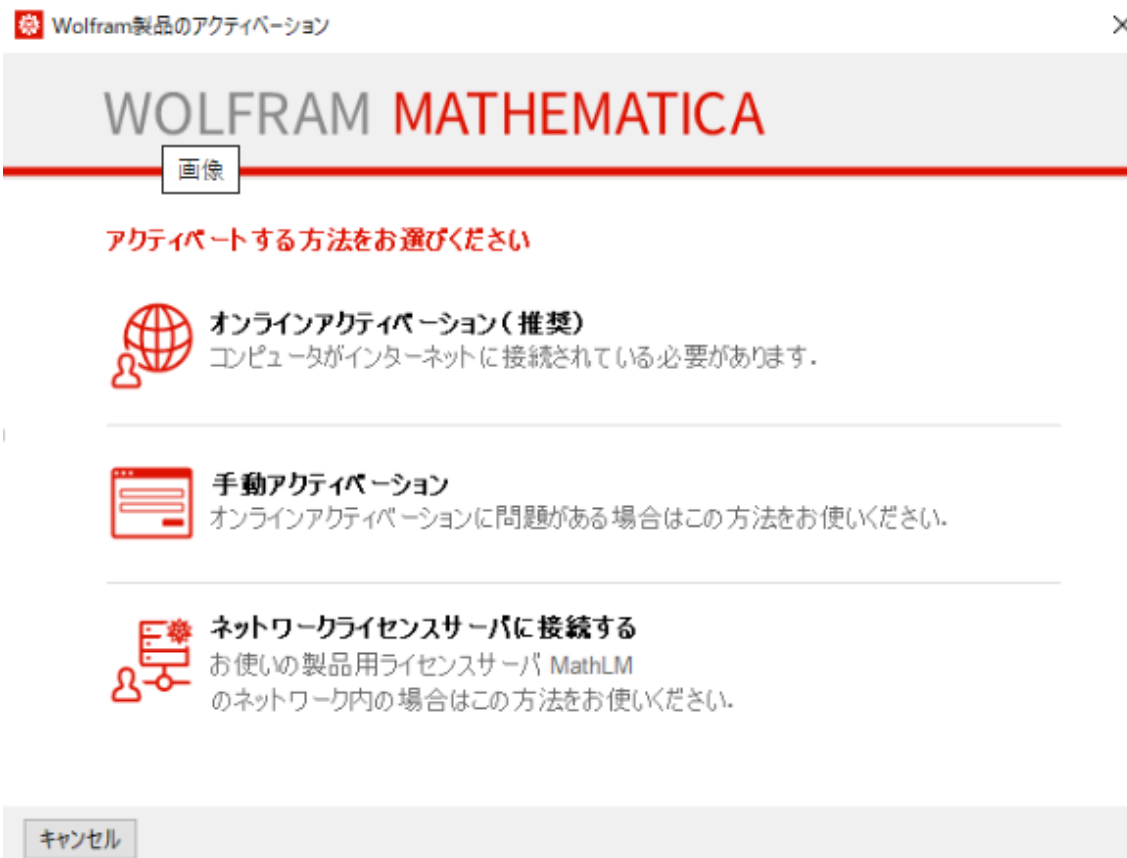 Wolfram製品のアクティベーション
WOLFRAM MATHEMATICA
画像
アクティベートする方法をお選びください
オンラインアクティベーション(推奨)
コンピュータがインターネットに接続されている必要があります.
手動アクティベーション
オンラインアクティベーションに問題がある場合はこの方法をお使いください.
ネットワークライセンスサーバに接続する
お使いの製品用ライセンスサーバ MathLM
のネットワーク内の場合はこの方法をお使いください.
キャンセル